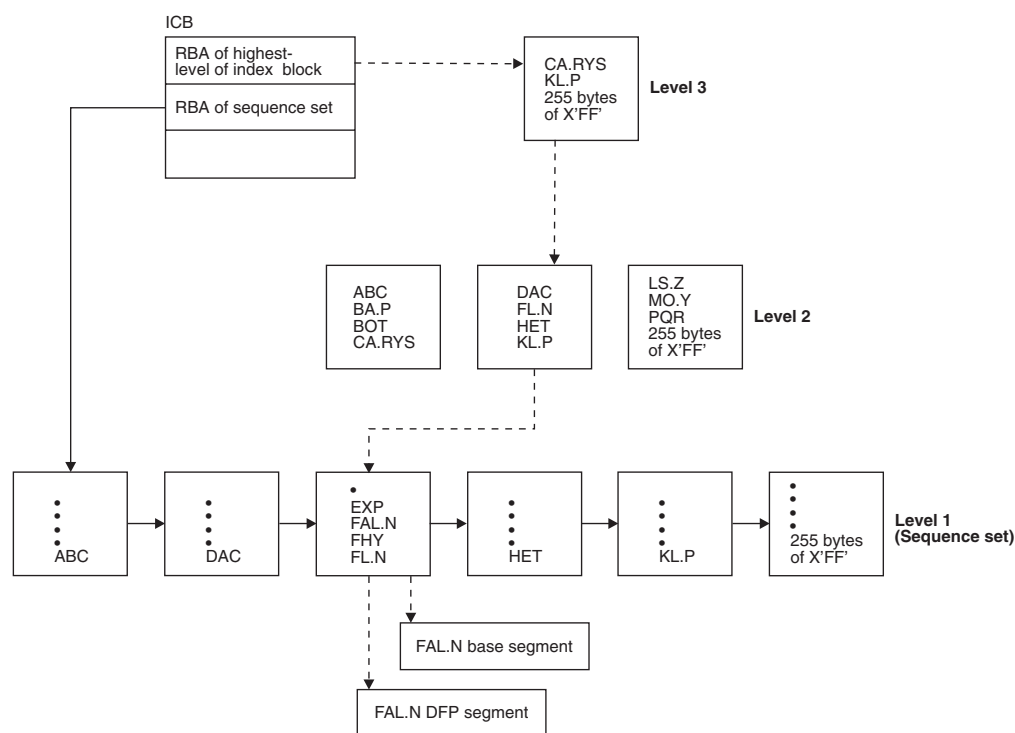 ICB
RBA of highest-
level of index block
RBA of sequence set
CA.RYS
KL.P
255 bytes
of X'FF'
Level 3
ABC
BA.P
BOT
CA.RYS
DAC
FL.N
HET
KL.P
LS.Z
MO.Y
PQR
255 bytes
of X'FF'
Level 2
ABC
DAC
EXP
FAL.N
FHY
FL.N
HET
KL.P
255 bytes
of X'FF'
Level 1
(Sequence set)
FAL.N base segment
FAL.N DFP segment